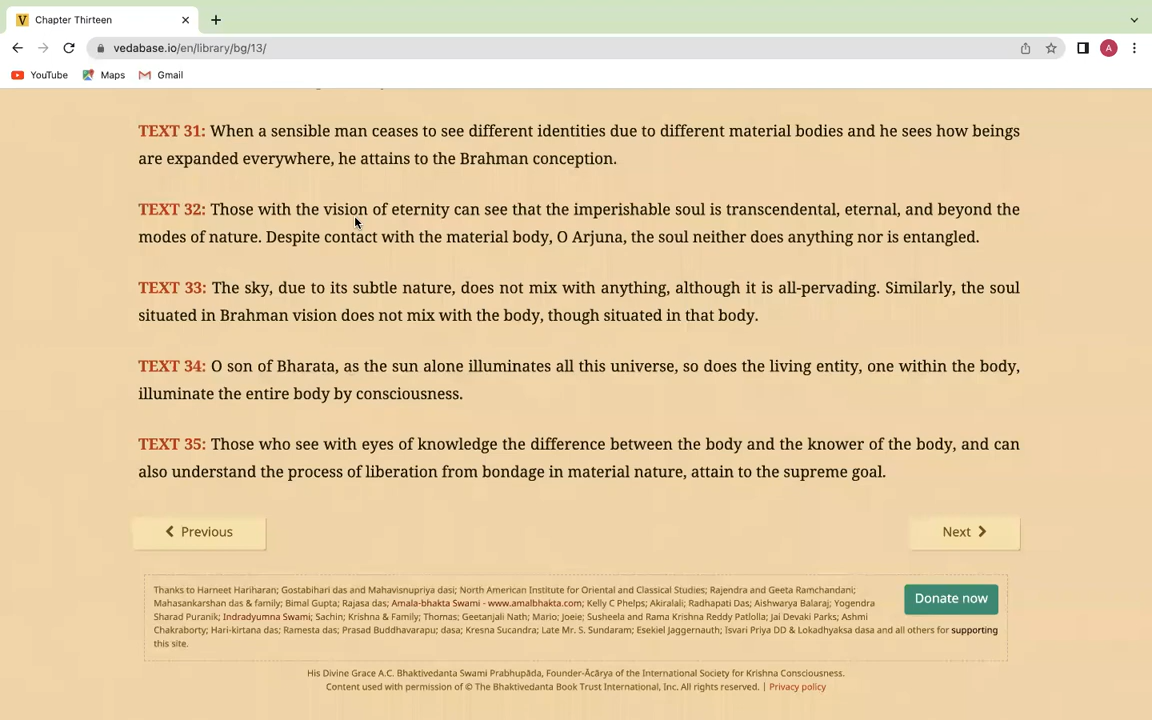 Chapter Thirteen
vedabase.io/en/library/bg/13/
A
YouTube
Maps
Gmail
TEXT 31: When a sensible man ceases to see different identities due to different material bodies and he sees how beings
are expanded everywhere, he attains to the Brahman conception.
TEXT 32: Those with the vision of eternity can see that the imperishable soul is transcendental, eternal, and beyond the
modes of nature. Despite contact with the material body, O Arjuna, the soul neither does anything nor is entangled.
TEXT 33: The sky, due to its subtle nature, does not mix with anything, although it is all-pervading. Similarly, the soul
situated in Brahman vision does not mix with the body, though situated in that body.
TEXT 34: O son of Bharata, as the sun alone illuminates all this universe, so does the living entity, one within the body,
illuminate the entire body by consciousness.
TEXT 35: Those who see with eyes of knowledge the difference between the body and the knower of the body, and can
also understand the process of liberation from bondage in material nature, attain to the supreme goal.
Previous
Next
Thanks to Harneet Hariharan; Gostabihari das and Mahavisnupriya dasi; North American Institute for Oriental and Classical Studies; Rajendra and Geeta Ramchandani;
Mahasankarshan das & family; Bimal Gupta; Rajasa das; Amala-bhakta Swami - www.amalbhakta.com; Kelly C Phelps; Akiralali; Radhapati Das; Aishwarya Balaraj; Yogendra
Sharad Puranik; Indradyumna Swami; Sachin; Krishna & Family; Thomas; Geetanjali Nath; Mario; Joeie; Susheela and Rama Krishna Reddy Patlolla; Jai Devaki Parks; Ashmi
Chakraborty; Hari-kirtana das; Ramesta das; Prasad Buddhavarapu; dasa; Kresna Sucandra; Late Mr. S. Sundaram; Esekiel Jaggernauth; Isvari Priya DD & Lokadhyaksa dasa and all others for supporting
this site.
Donate now
His Divine Grace A.C. Bhaktivedanta Swami Prabhupāda, Founder-Ācārya of the International Society for Krishna Consciousness.
Content used with permission of © The Bhaktivedanta Book Trust International, Inc. All rights reserved. | Privacy policy